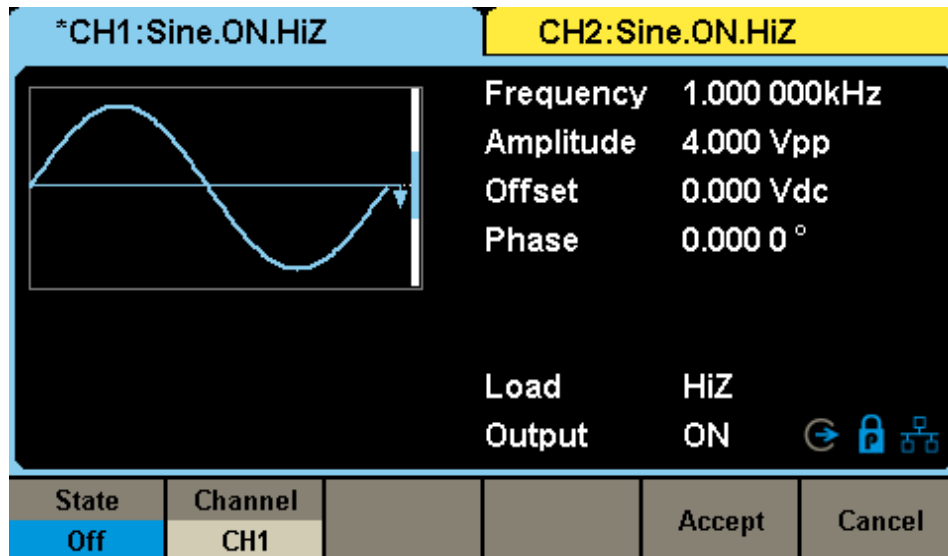 *CH1:Sine.ON.HiZ
CH2:Sine.ON.HiZ
Frequency 1.000 000kHz
Amplitude 4.000 Vpp
Offset 0.000 Vdc
Phase 0.000 0 °
Load HiZ
Output ON
P
State Channel Accept Cancel
Off CH1